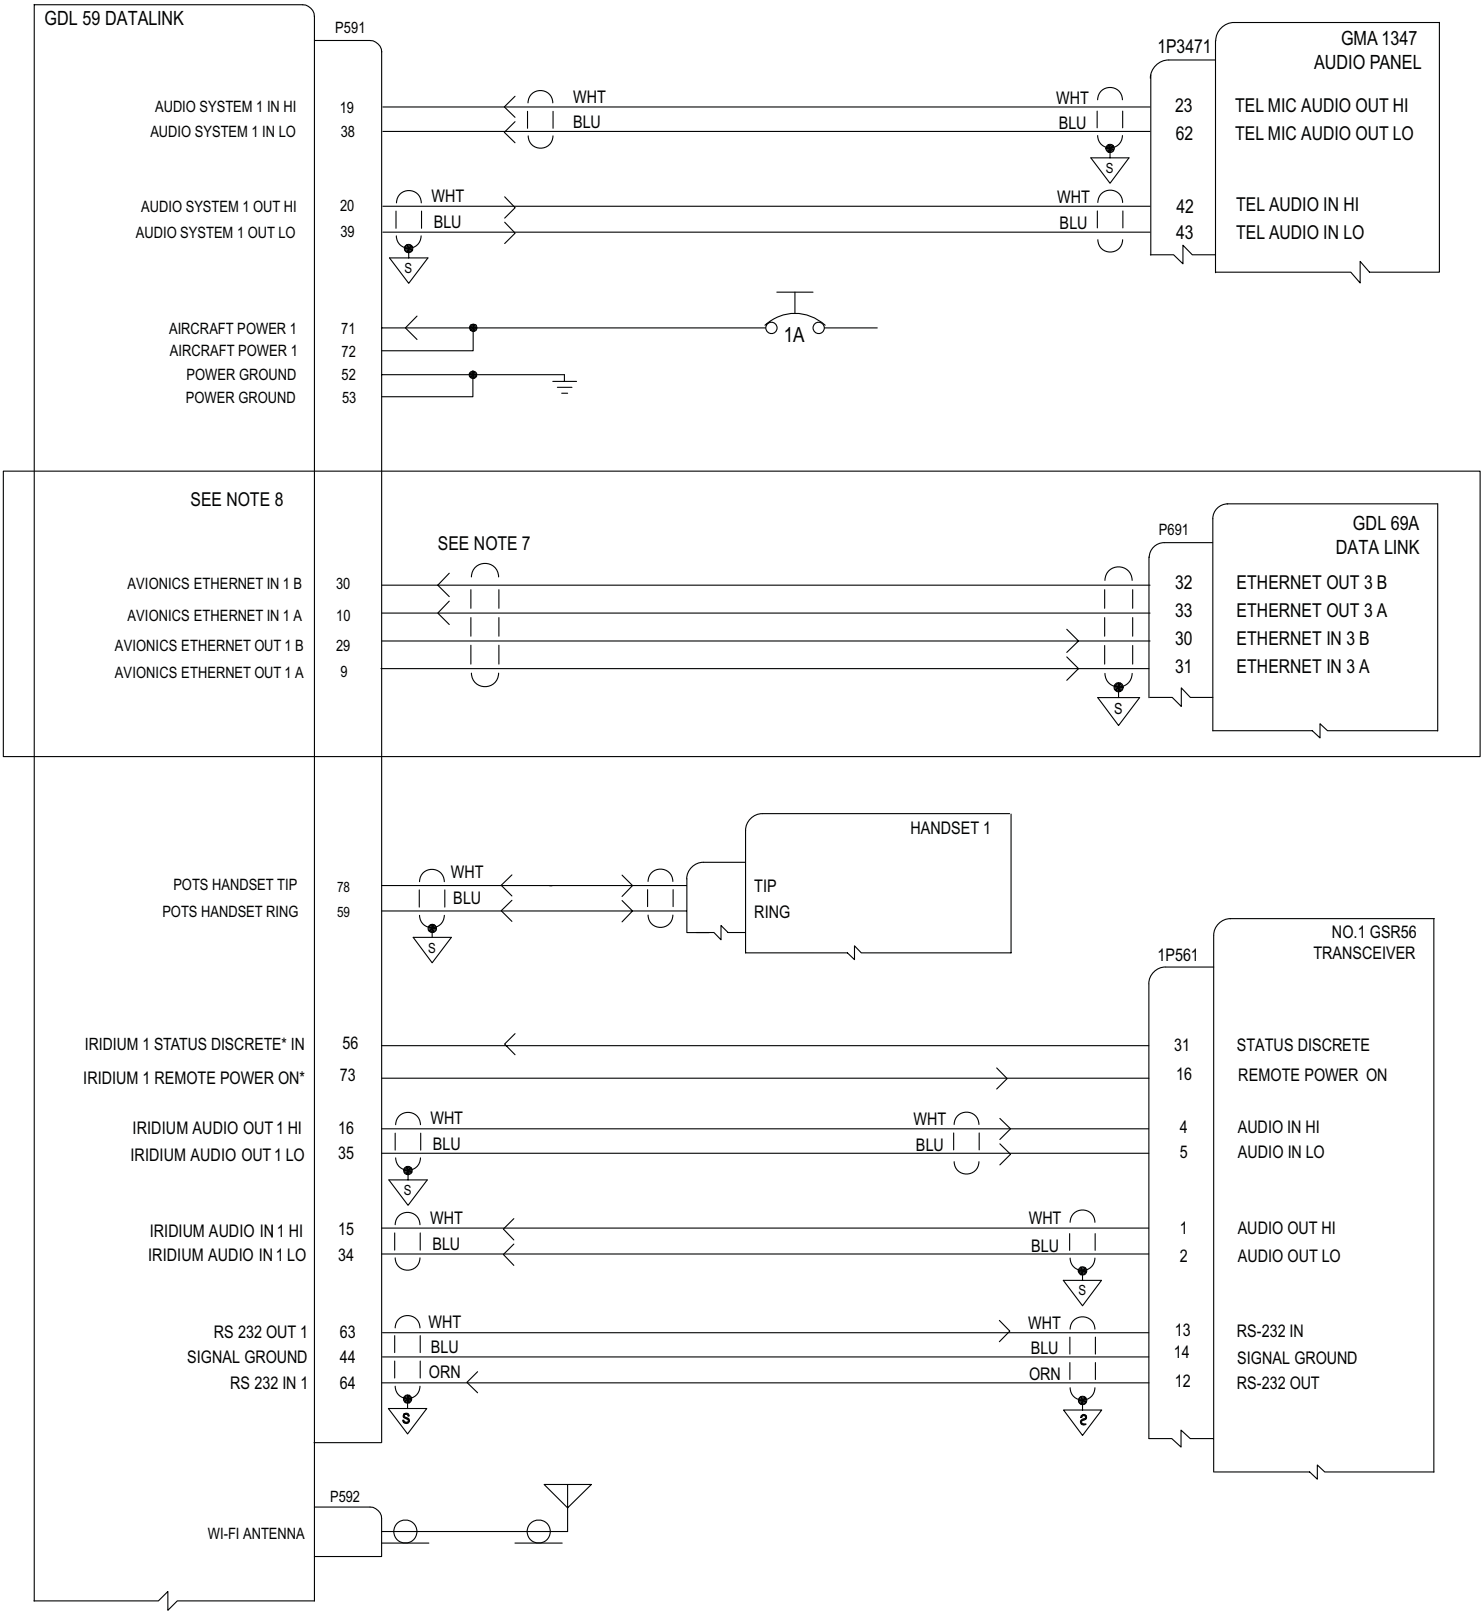 GDL 59 DATALINK
P591
1P3471
GMA 1347
AUDIO PANEL
AUDIO SYSTEM 1 IN HI 19 WHT WHT 23 TEL MIC AUDIO OUT HI
AUDIO SYSTEM 1 IN LO 38 BLU BLU 62 TEL MIC AUDIO OUT LO
S
AUDIO SYSTEM 1 OUT HI 20 WHT WHT 42 TEL AUDIO IN HI
AUDIO SYSTEM 1 OUT LO 39 BLU BLU 43 TEL AUDIO IN LO
S
AIRCRAFT POWER 1 71 1A
AIRCRAFT POWER 1 72
POWER GROUND 52
POWER GROUND 53
SEE NOTE 8
SEE NOTE 7
P691
GDL 69A
DATA LINK
AVIONICS ETHERNET IN 1 B 30 32 ETHERNET OUT 3 B
AVIONICS ETHERNET IN 1 A 10 33 ETHERNET OUT 3 A
AVIONICS ETHERNET OUT 1 B 29 30 ETHERNET IN 3 B
AVIONICS ETHERNET OUT 1 A 9 31 ETHERNET IN 3 A
S
HANDSET 1
POTS HANDSET TIP 78 WHT TIP
POTS HANDSET RING 59 BLU RING
S
NO.1 GSR56
TRANSCEIVER
1P561
IRIDIUM 1 STATUS DISCRETE* IN 56 31 STATUS DISCRETE
IRIDIUM 1 REMOTE POWER ON* 73 16 REMOTE POWER ON
IRIDIUM AUDIO OUT 1 HI 16 WHT WHT 4 AUDIO IN HI
IRIDIUM AUDIO OUT 1 LO 35 BLU BLU 5 AUDIO IN LO
S
IRIDIUM AUDIO IN 1 HI 15 WHT WHT 1 AUDIO OUT HI
IRIDIUM AUDIO IN 1 LO 34 BLU BLU 2 AUDIO OUT LO
S
RS 232 OUT 1 63 WHT WHT 13 RS-232 IN
SIGNAL GROUND 44 BLU BLU 14 SIGNAL GROUND
RS 232 IN 1 64 ORN ORN 12 RS-232 OUT
S S
P592
WI-FI ANTENNA